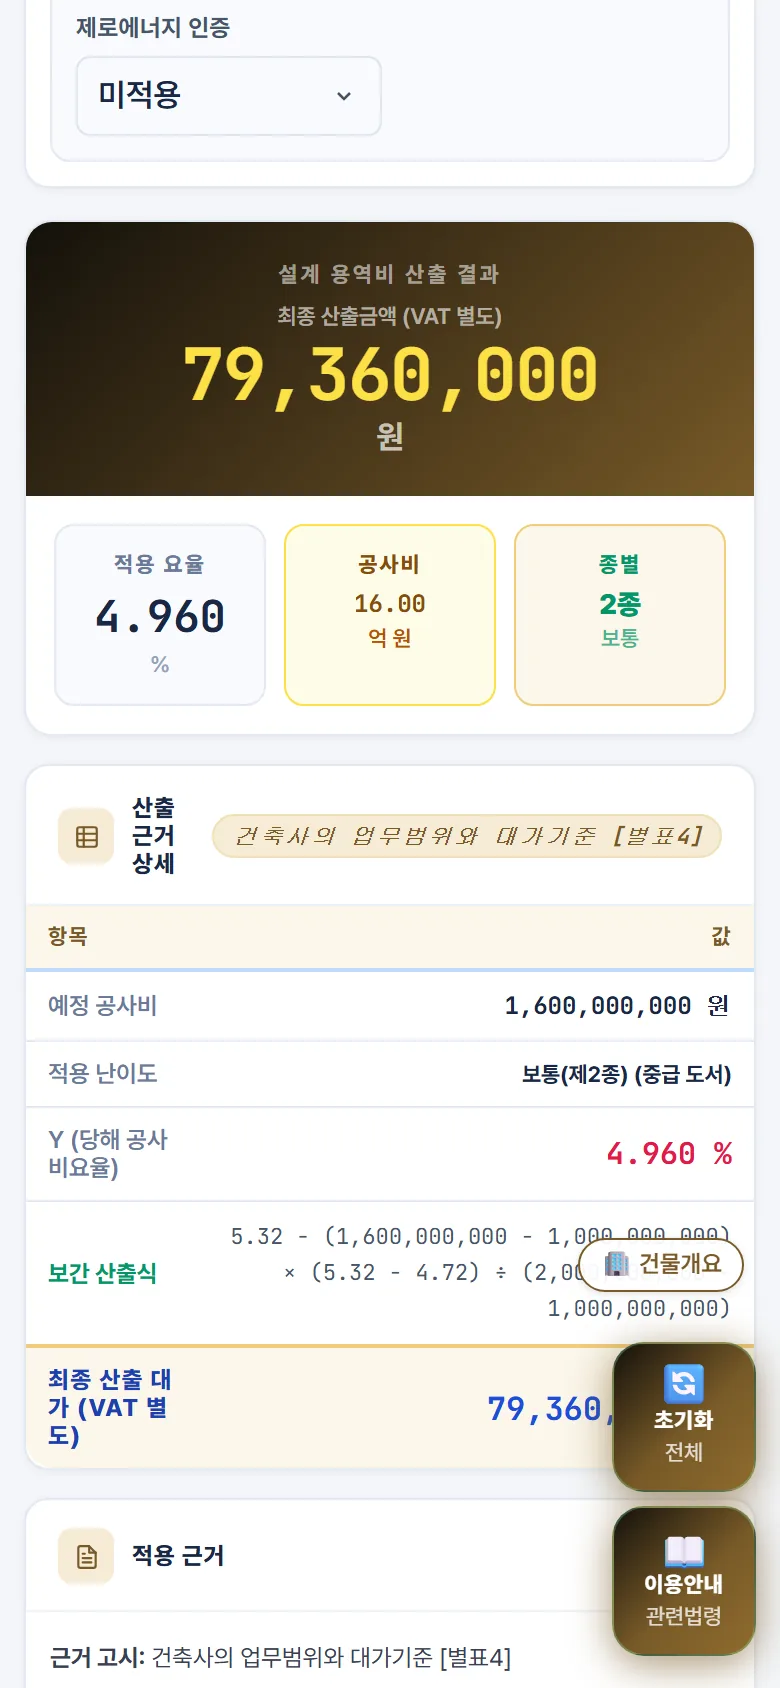 제로에너지 인증
미적용
설계 용역비 산출 결과
최종 산출금액 (VAT 별도)
79,360,000
원
적용 요율
4.960
%
공사비
16.00
억 원
종별
2종
보통
산출
근거
상세
건축사의 업무범위와 대가기준 [별표4]
항목 값
예정 공사비 1,600,000,000 원
적용 난이도 보통(제2종) (중급 도서)
Y (당해 공사
비요율)
4.960 %
보간 산출식
5.32 - (1,600,000,000 - 1,000,000,000)
× (5.32 - 4.72) ÷ (2,00
1,000,000,000)
건물개요
최종 산출 대
가 (VAT 별
도)
79,360,
초기화
전체
이용안내
관련법령
적용 근거
근거 고시: 건축사의 업무범위와 대가기준 [별표4]